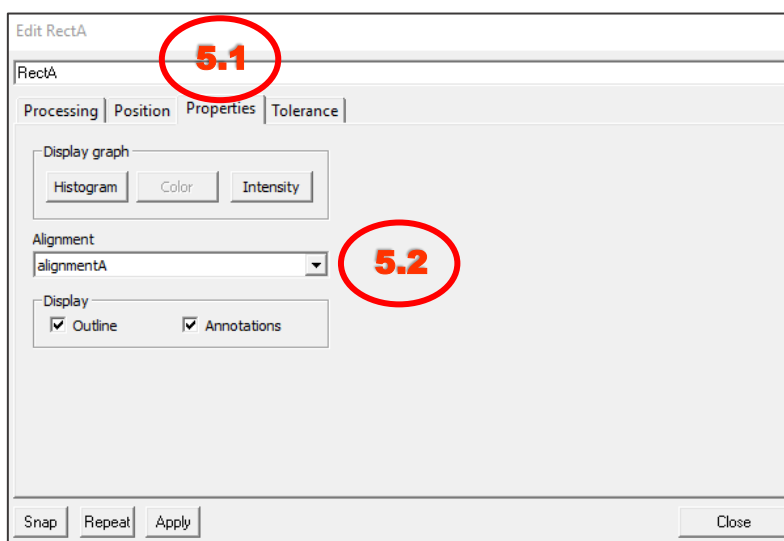 Edit RectA
5.1
RectA
Processing Position Properties Tolerance
Display graph
Histogram Color Intensity
Alignment
alignmentA
5.2
Display
Outline Annotations
Snap Repeat Apply Close